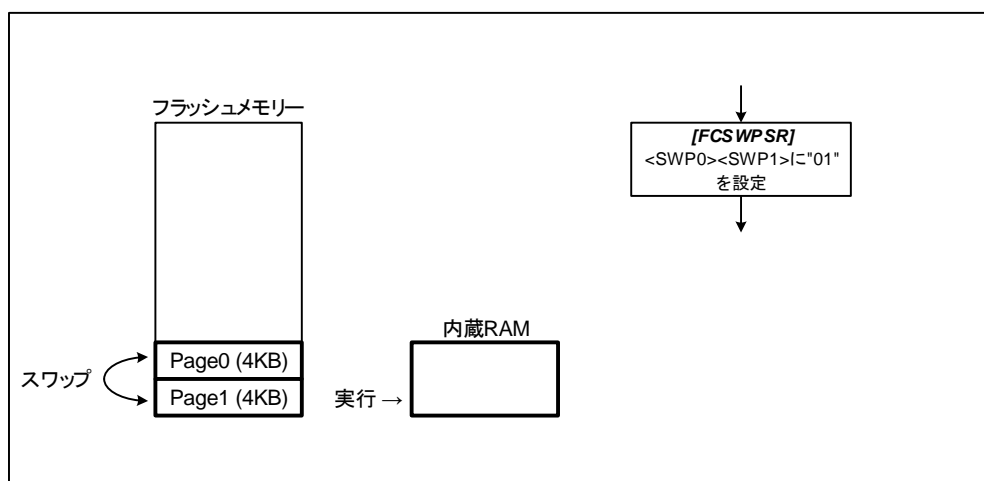 フラッシュメモリー
[FCSWPSR]
<SWP0><SWP1>に"01"
を設定
内蔵RAM
Page0 (4KB)
スワップ
Page1 (4KB)
実行 →